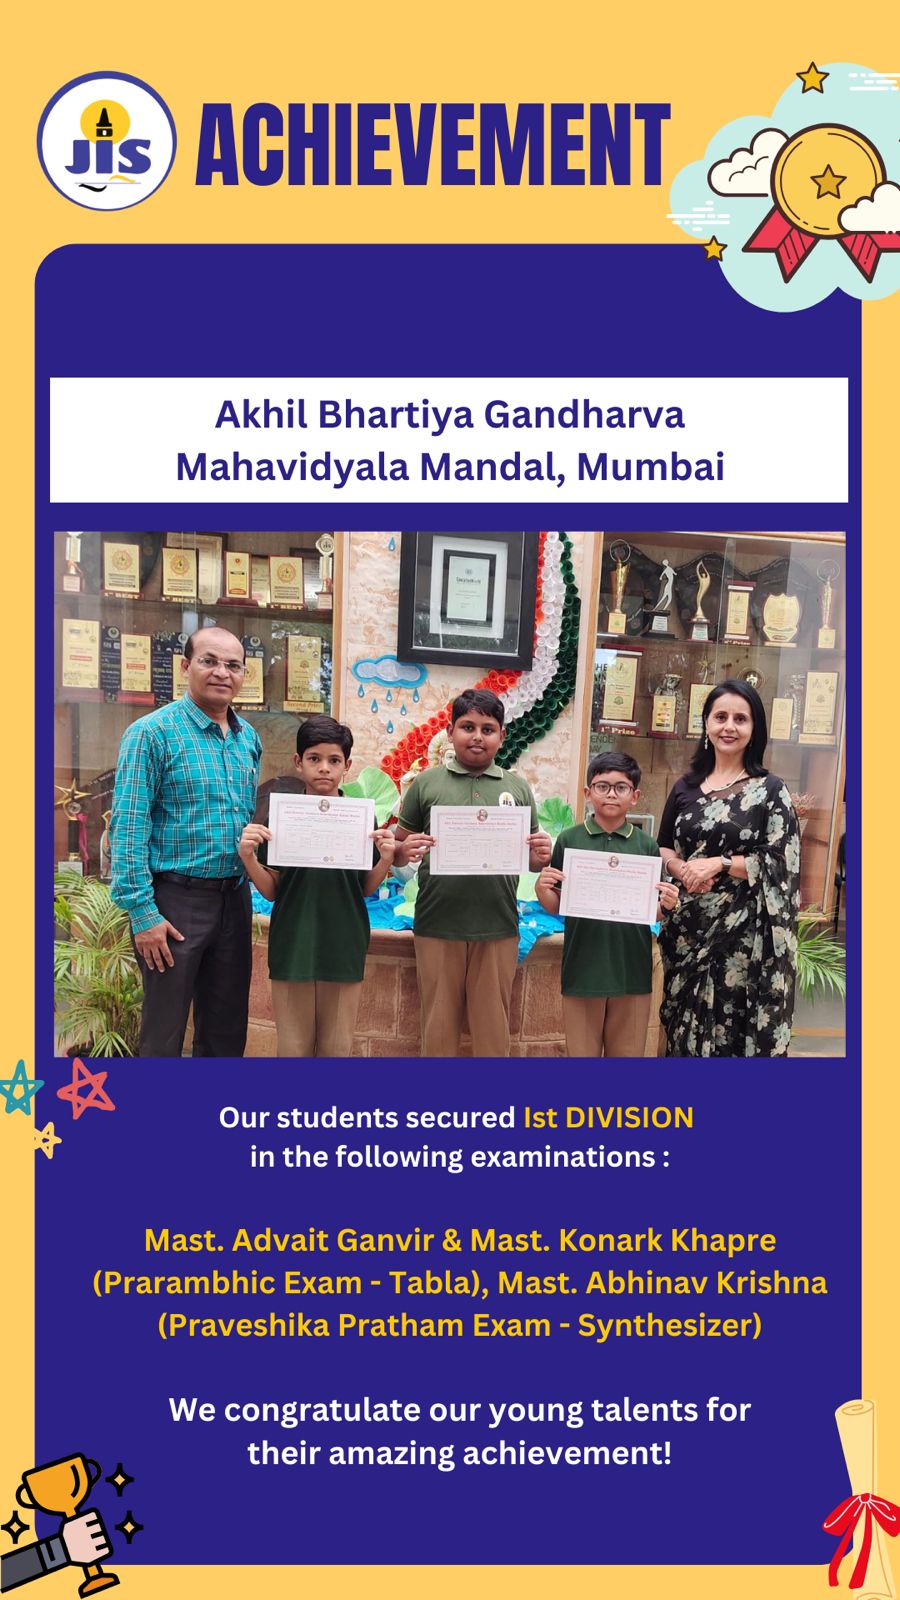 JIS
ACHIEVEMENT
Akhil Bhartiya Gandharva
Mahavidyala Mandal, Mumbai
Our students secured Ist DIVISION
in the following examinations :
Mast. Advait Ganvir & Mast. Konark Khapre
(Prarambhic Exam - Tabla), Mast. Abhinav Krishna
(Praveshika Pratham Exam - Synthesizer)
We congratulate our young talents for
their amazing achievement!